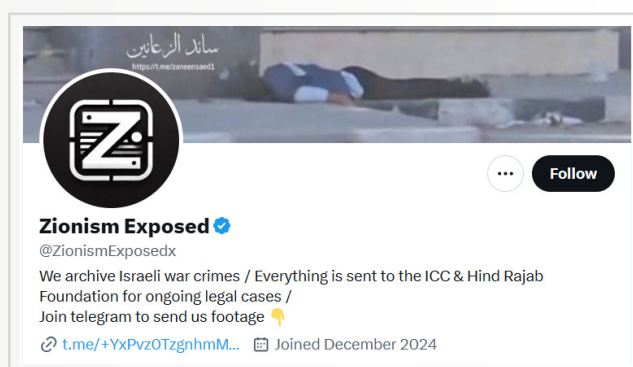 ساند الزعانين
https://t.me/zaneensaed1
Z
Follow
Zionism Exposed
@ZionismExposedx
We archive Israeli war crimes / Everything is sent to the ICC & Hind Rajab
Foundation for ongoing legal cases /
Join telegram to send us footage 👇
t.me/+YxPvz0TzgnhmM... Joined December 2024